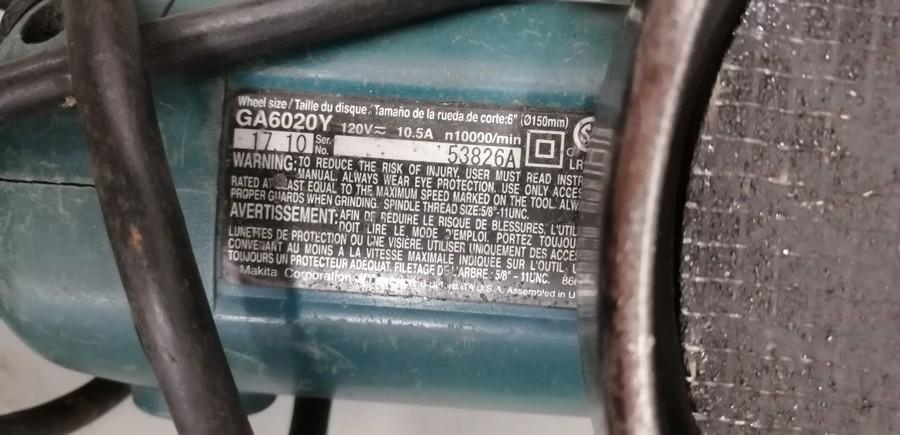 Wheel size / Taille du disque / Tamaño de la rueda de corte:6" (Ø150mm)
GA6020Y 120V 10.5A n10000/min
17 10 Ser. No. 53826A
WARNING:TO REDUCE THE RISK OF INJURY, USER MUST READ INSTR
MANUAL. ALWAYS WEAR EYE PROTECTION. USE ONLY ACCES
RATED AT LEAST EQUAL TO THE MAXIMUM SPEED MARKED ON THE TOOL. ALW
PROPER GUARDS WHEN GRINDING. SPINDLE THREAD SIZE:5/8"-11UNC.
AVERTISSEMENT:AFIN DE RÉDUIRE LE RISQUE DE BLESSURES, L'UTIL
DOIT LIRE LE MODE D'EMPLOI. PORTEZ TOUJOU
LUNETTES DE PROTECTION OU UNE VISIÈRE. UTILISER UNIQUEMENT DES ACCES
CONVENANT AU MOINS À LA VITESSE MAXIMALE INDIQUÉE SUR L'OUTIL. U
TOUJOURS UN PROTECTEUR ADÉQUAT. FILETAGE DE L'ARBRE : 5/8" - 11UNC. 86
Makita Corporation GA U.S.A. Assembled in U